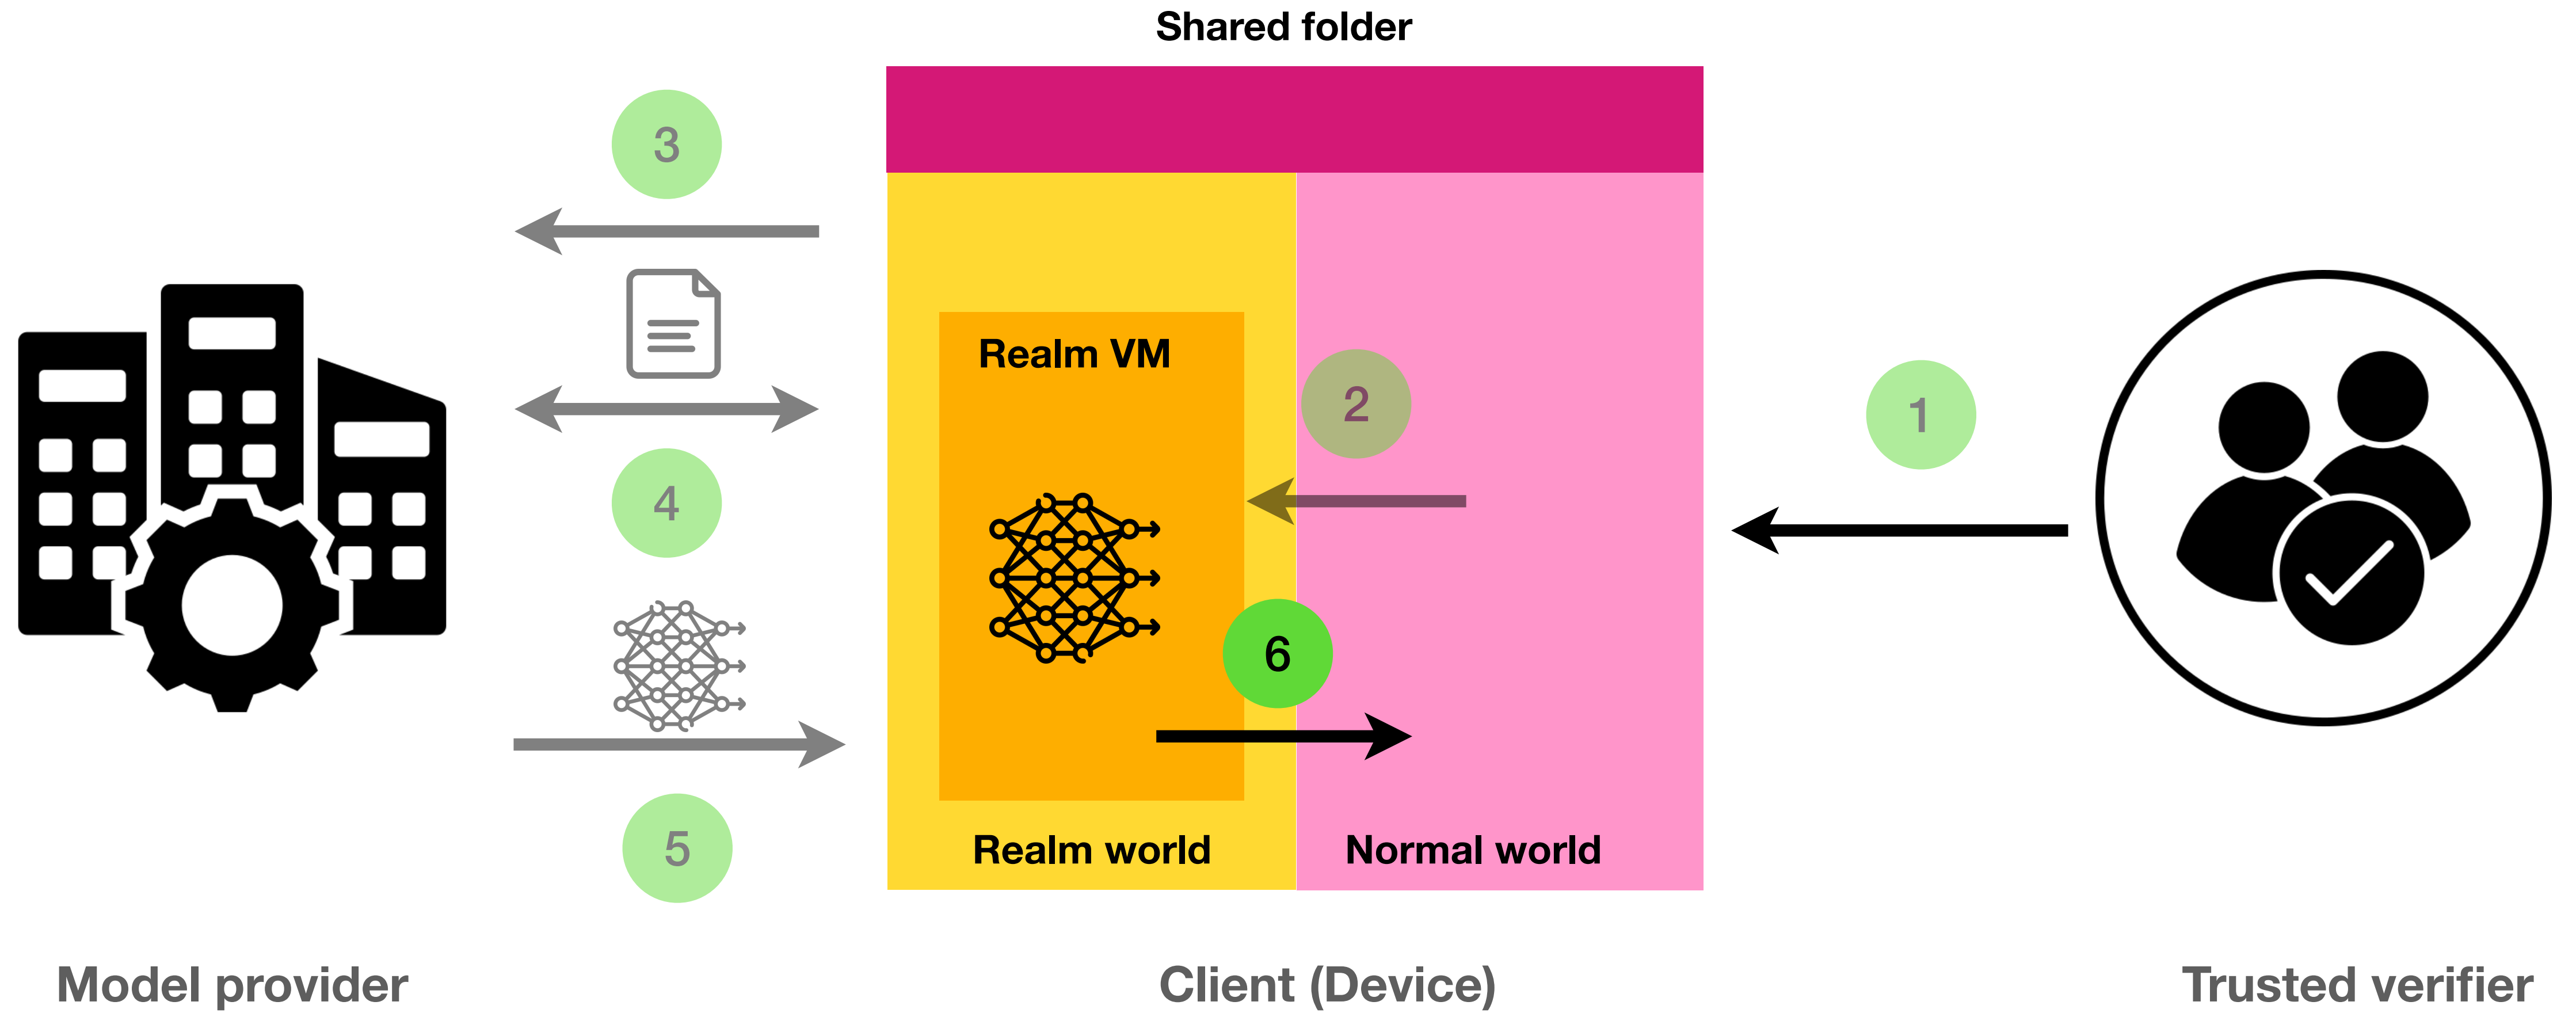 Shared folder
3
Realm VM
2
1
4
6
5
Realm world
Normal world
Model provider
Client (Device)
Trusted verifier